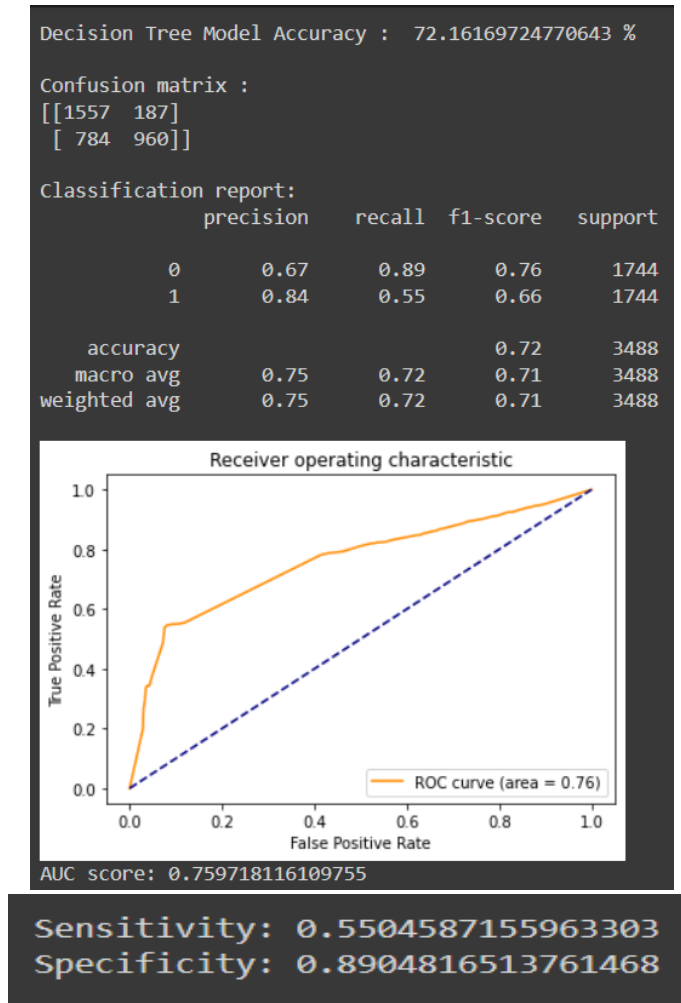 Decision Tree Model Accuracy :  72.16169724770643 %
Confusion matrix :
[[1557  187]
 [ 784  960]]
Classification report:
              precision    recall  f1-score   support
           0       0.67      0.89      0.76      1744
           1       0.84      0.55      0.66      1744
    accuracy                           0.72      3488
   macro avg       0.75      0.72      0.71      3488
weighted avg       0.75      0.72      0.71      3488
Receiver operating characteristic
1.0
0.8
0.6
0.4
0.2
0.0
True Positive Rate
ROC curve (area = 0.76)
0.0 0.2 0.4 0.6 0.8 1.0
False Positive Rate
AUC score: 0.759718116109755
Sensitivity: 0.5504587155963303
Specificity: 0.8904816513761468